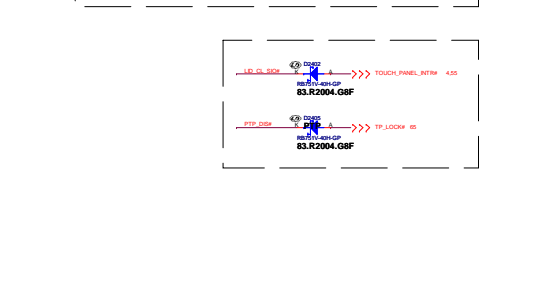 D2402
LID_CL_SIO# K A TOUCH_PANEL_INTR# 4,55
RB751V-40H-GP
83.R2004.G8F
D2405
PTP_DIS# K A TP_LOCK# 65
RB751V-40H-GP
83.R2004.G8F